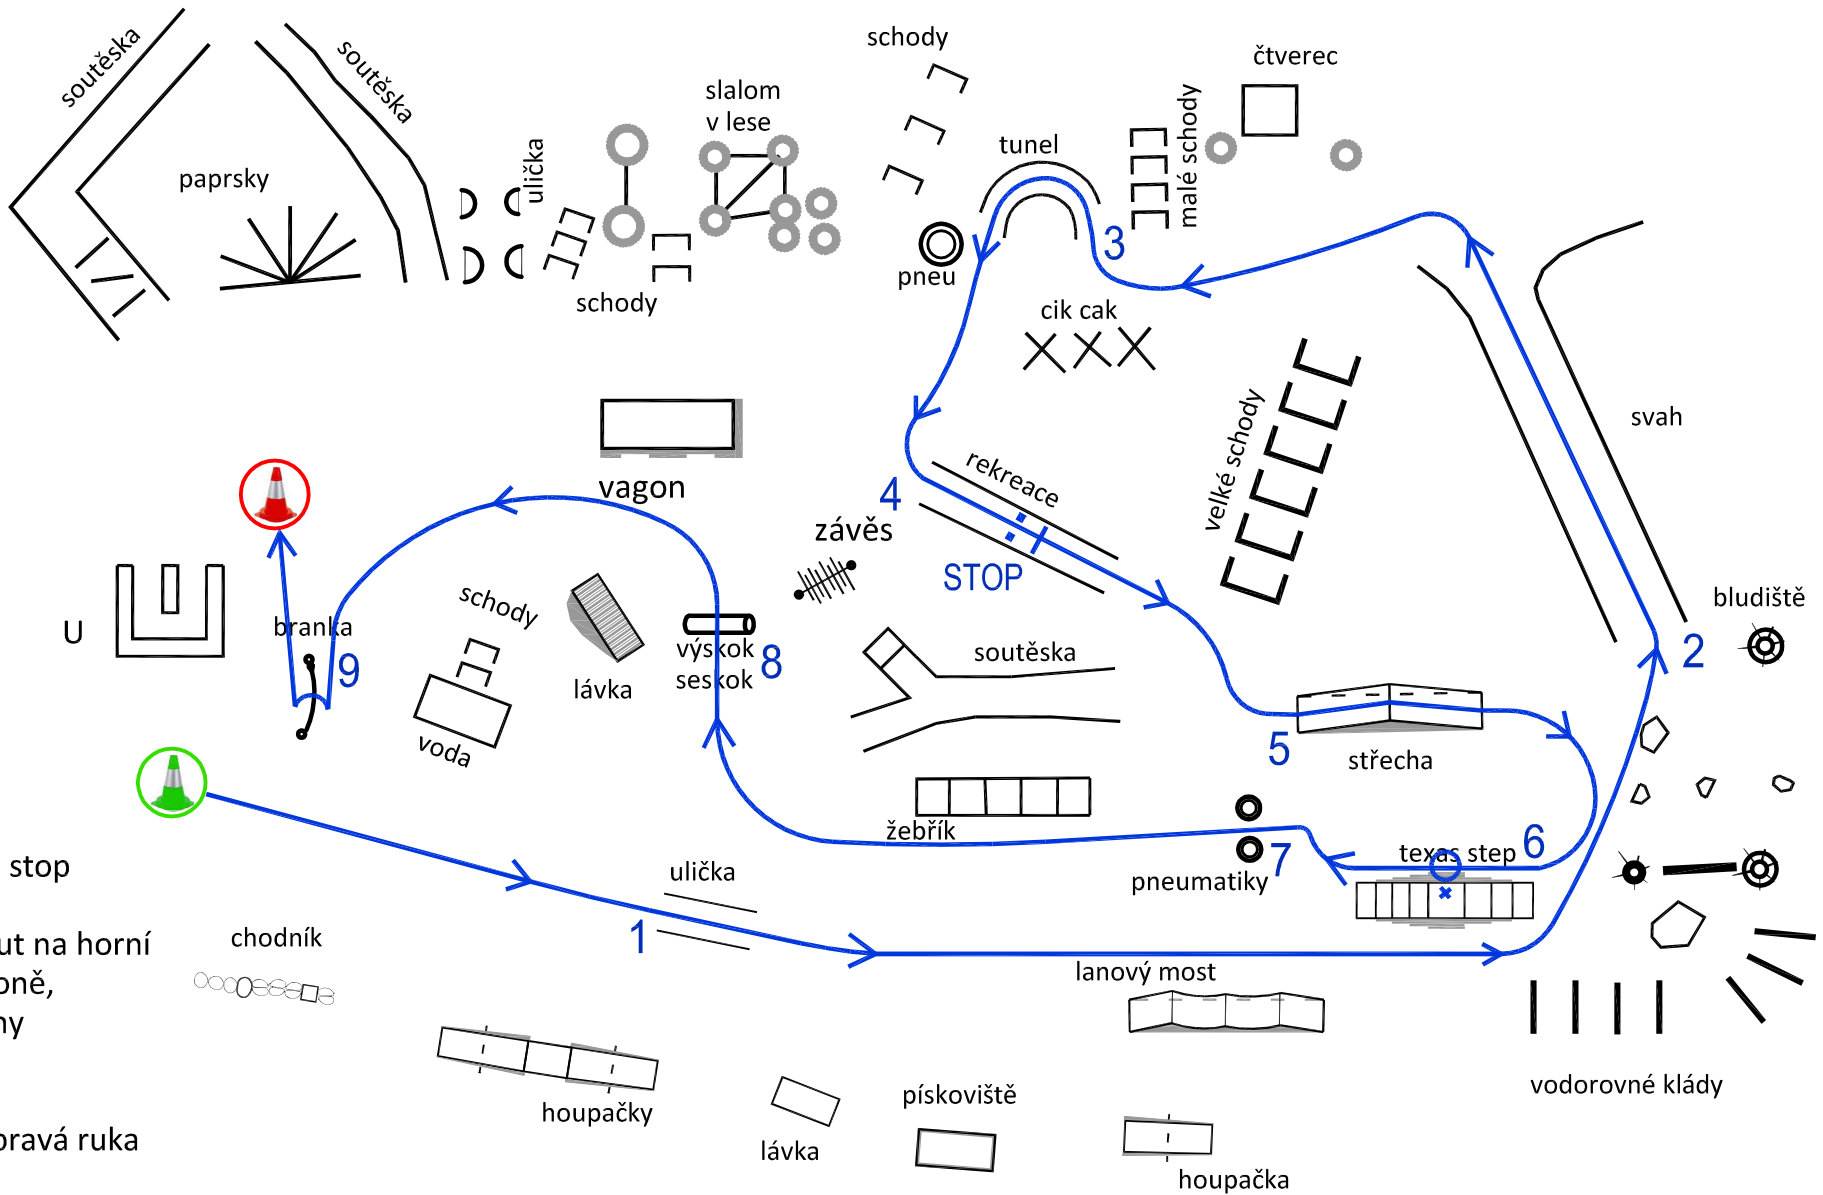 soutěska
soutěska
paprsky
ulička
schody
slalom
v lese
schody
tunel
malé schody
čtverec
pneu
3
cik cak
svah
velké schody
rekreace
4
STOP
vagon
závěs
U
branka
9
schody
voda
lávka
výskok
seskok
8
soutěska
bludiště
2
5
střecha
žebřík
7
pneumatiky
texas step
6
ulička
1
chodník
lanový most
vodorovné klády
houpačky
lávka
pískoviště
houpačka
stop
ut na horní
oně,
ny
pravá ruka